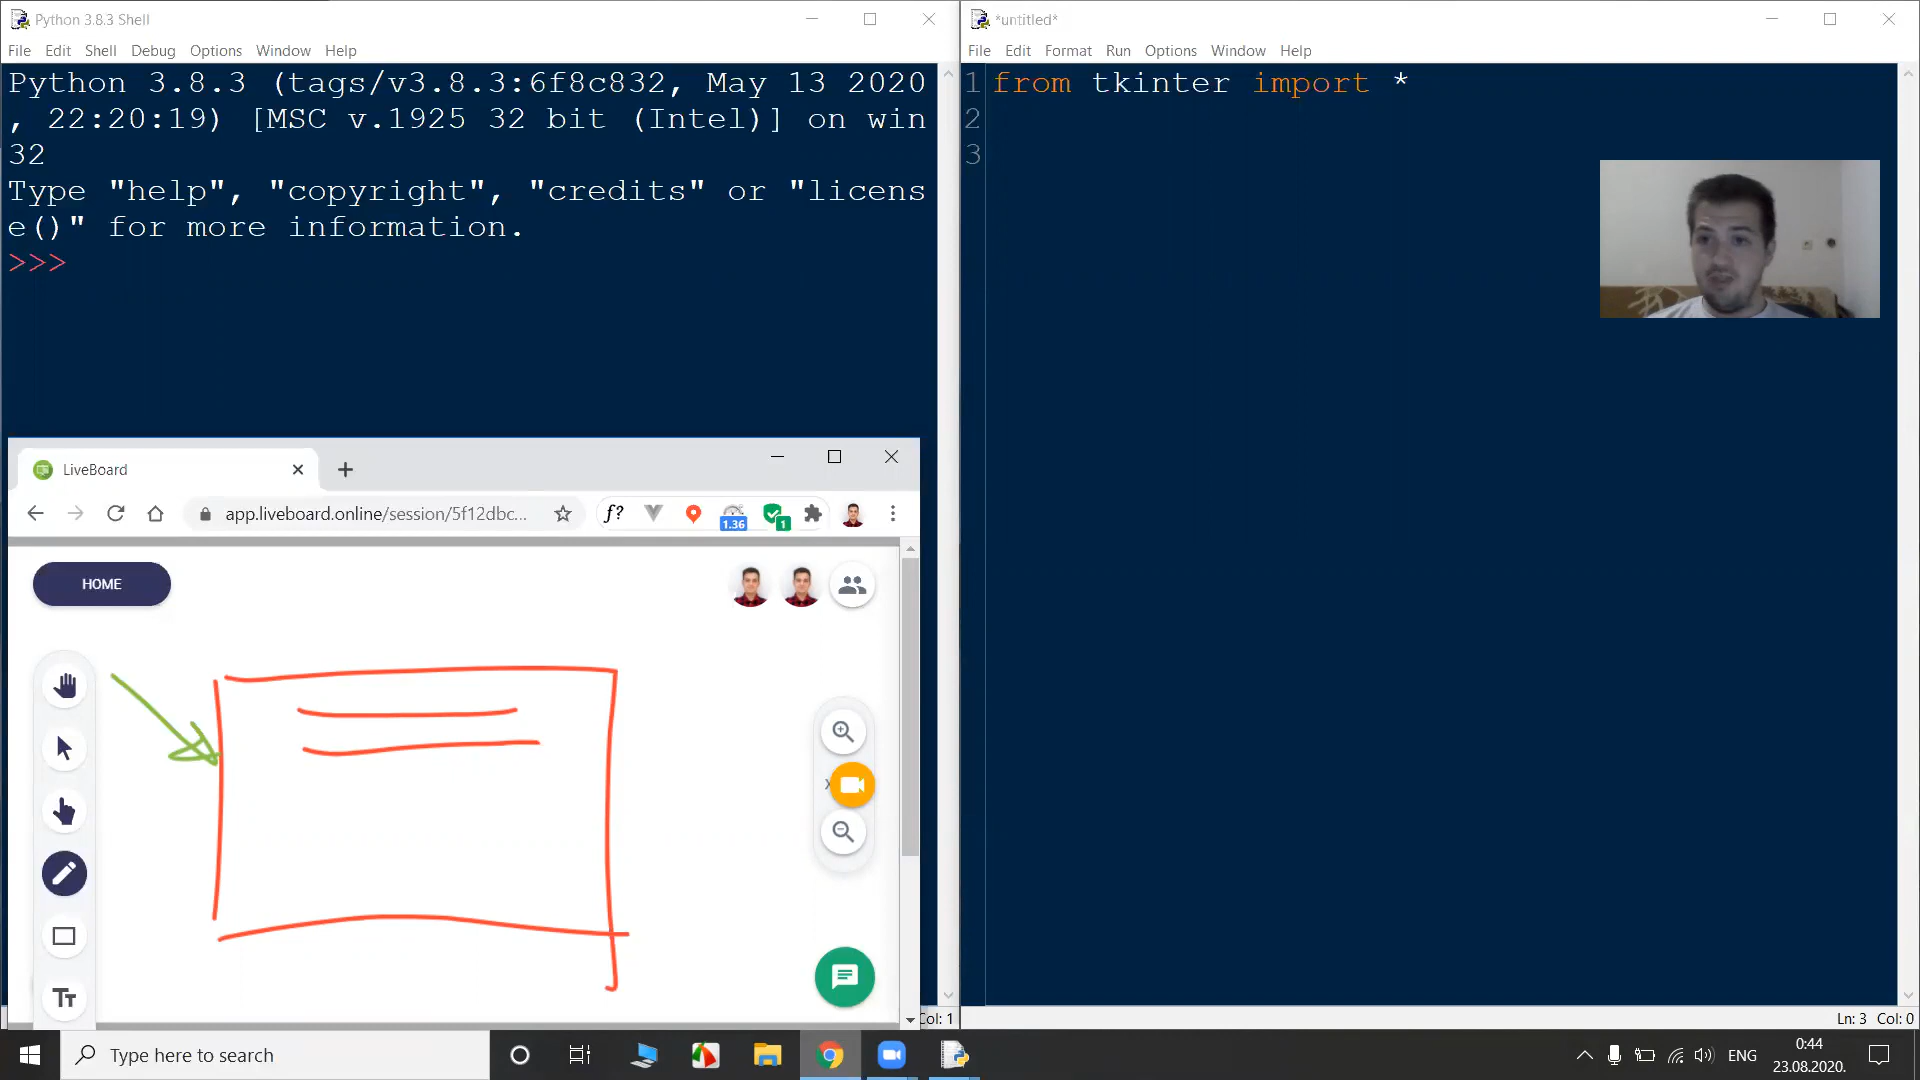 Python 3.8.3 Shell
File Edit Shell Debug Options Window Help
Python 3.8.3 (tags/v3.8.3:6f8c832, May 13 2020
, 22:20:19) [MSC v.1925 32 bit (Intel)] on win
32
Type "help", "copyright", "credits" or "licens
e()" for more information.
>>>
*untitled*
File Edit Format Run Options Window Help
1 from tkinter import *
2
3
LiveBoard
app.liveboard.online/session/5f12dbc...
f?
1.36
1
HOME
Tт
Col: 1
Ln: 3 Col: 0
Type here to search
ENG
0:44
23.08.2020.